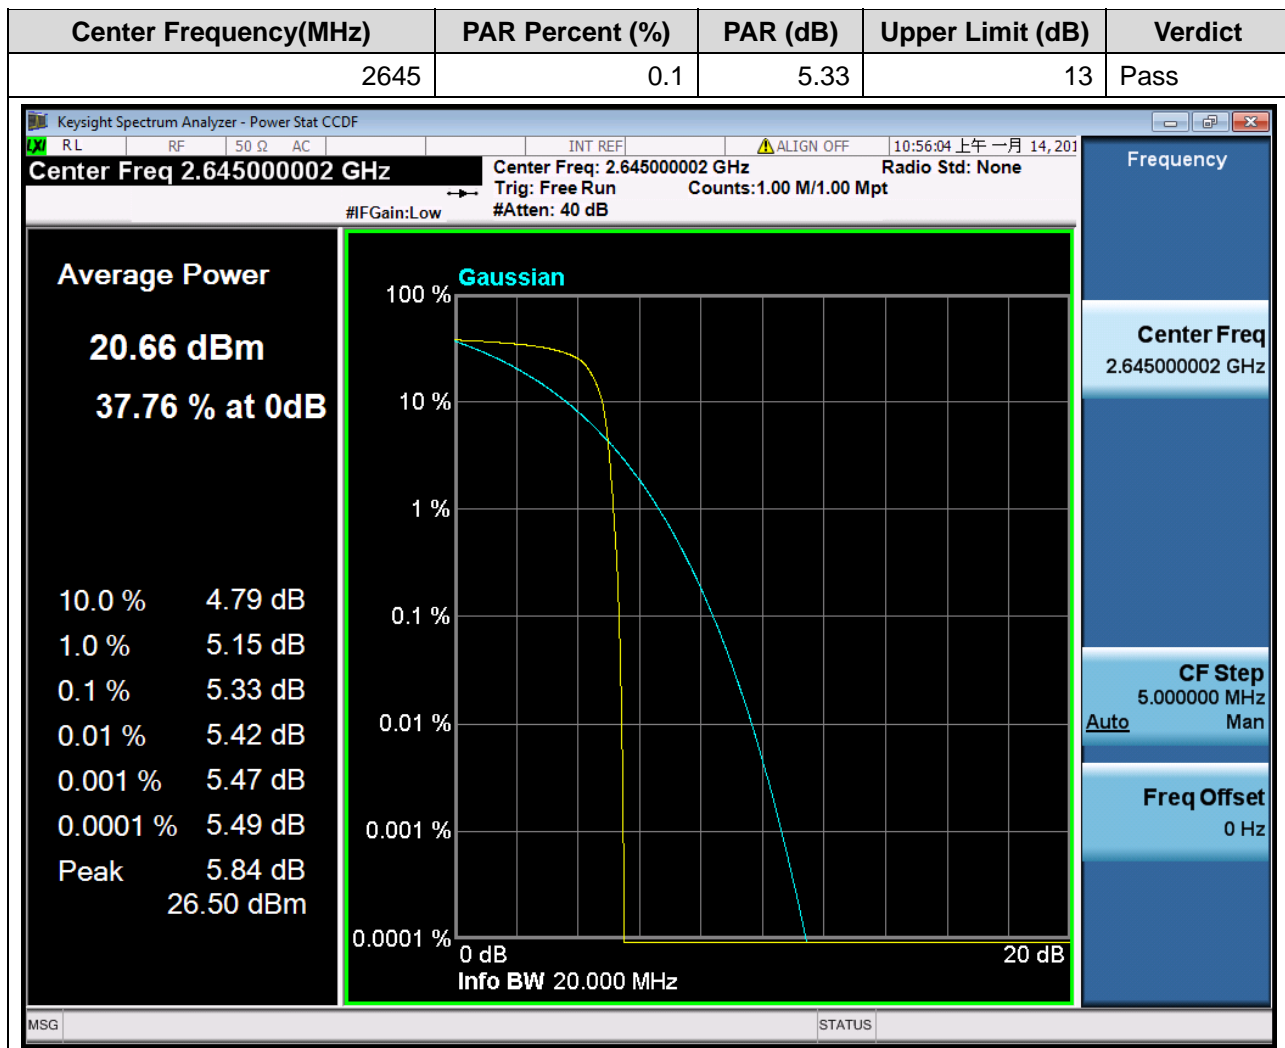 Center Frequency(MHz) PAR Percent (%) PAR (dB) Upper Limit (dB) Verdict
2645 0.1 5.33 13 Pass
Keysight Spectrum Analyzer - Power Stat CCDF
LXI RL RF 50 Ω AC INT REF ALIGN OFF 10:56:04 上午 一月 14, 201
Center Freq 2.645000002 GHz
Center Freq: 2.645000002 GHz Radio Std: None
Trig: Free Run Counts:1.00 M/1.00 Mpt
#IFGain:Low #Atten: 40 dB
Average Power
20.66 dBm
37.76 % at 0dB
10.0 % 4.79 dB
1.0 % 5.15 dB
0.1 % 5.33 dB
0.01 % 5.42 dB
0.001 % 5.47 dB
0.0001 % 5.49 dB
Peak 5.84 dB
26.50 dBm
Gaussian
100 %
10 %
1 %
0.1 %
0.01 %
0.001 %
0.0001 %
0 dB 20 dB
Info BW 20.000 MHz
Frequency
Center Freq
2.645000002 GHz
CF Step
5.000000 MHz
Auto Man
Freq Offset
0 Hz
MSG STATUS